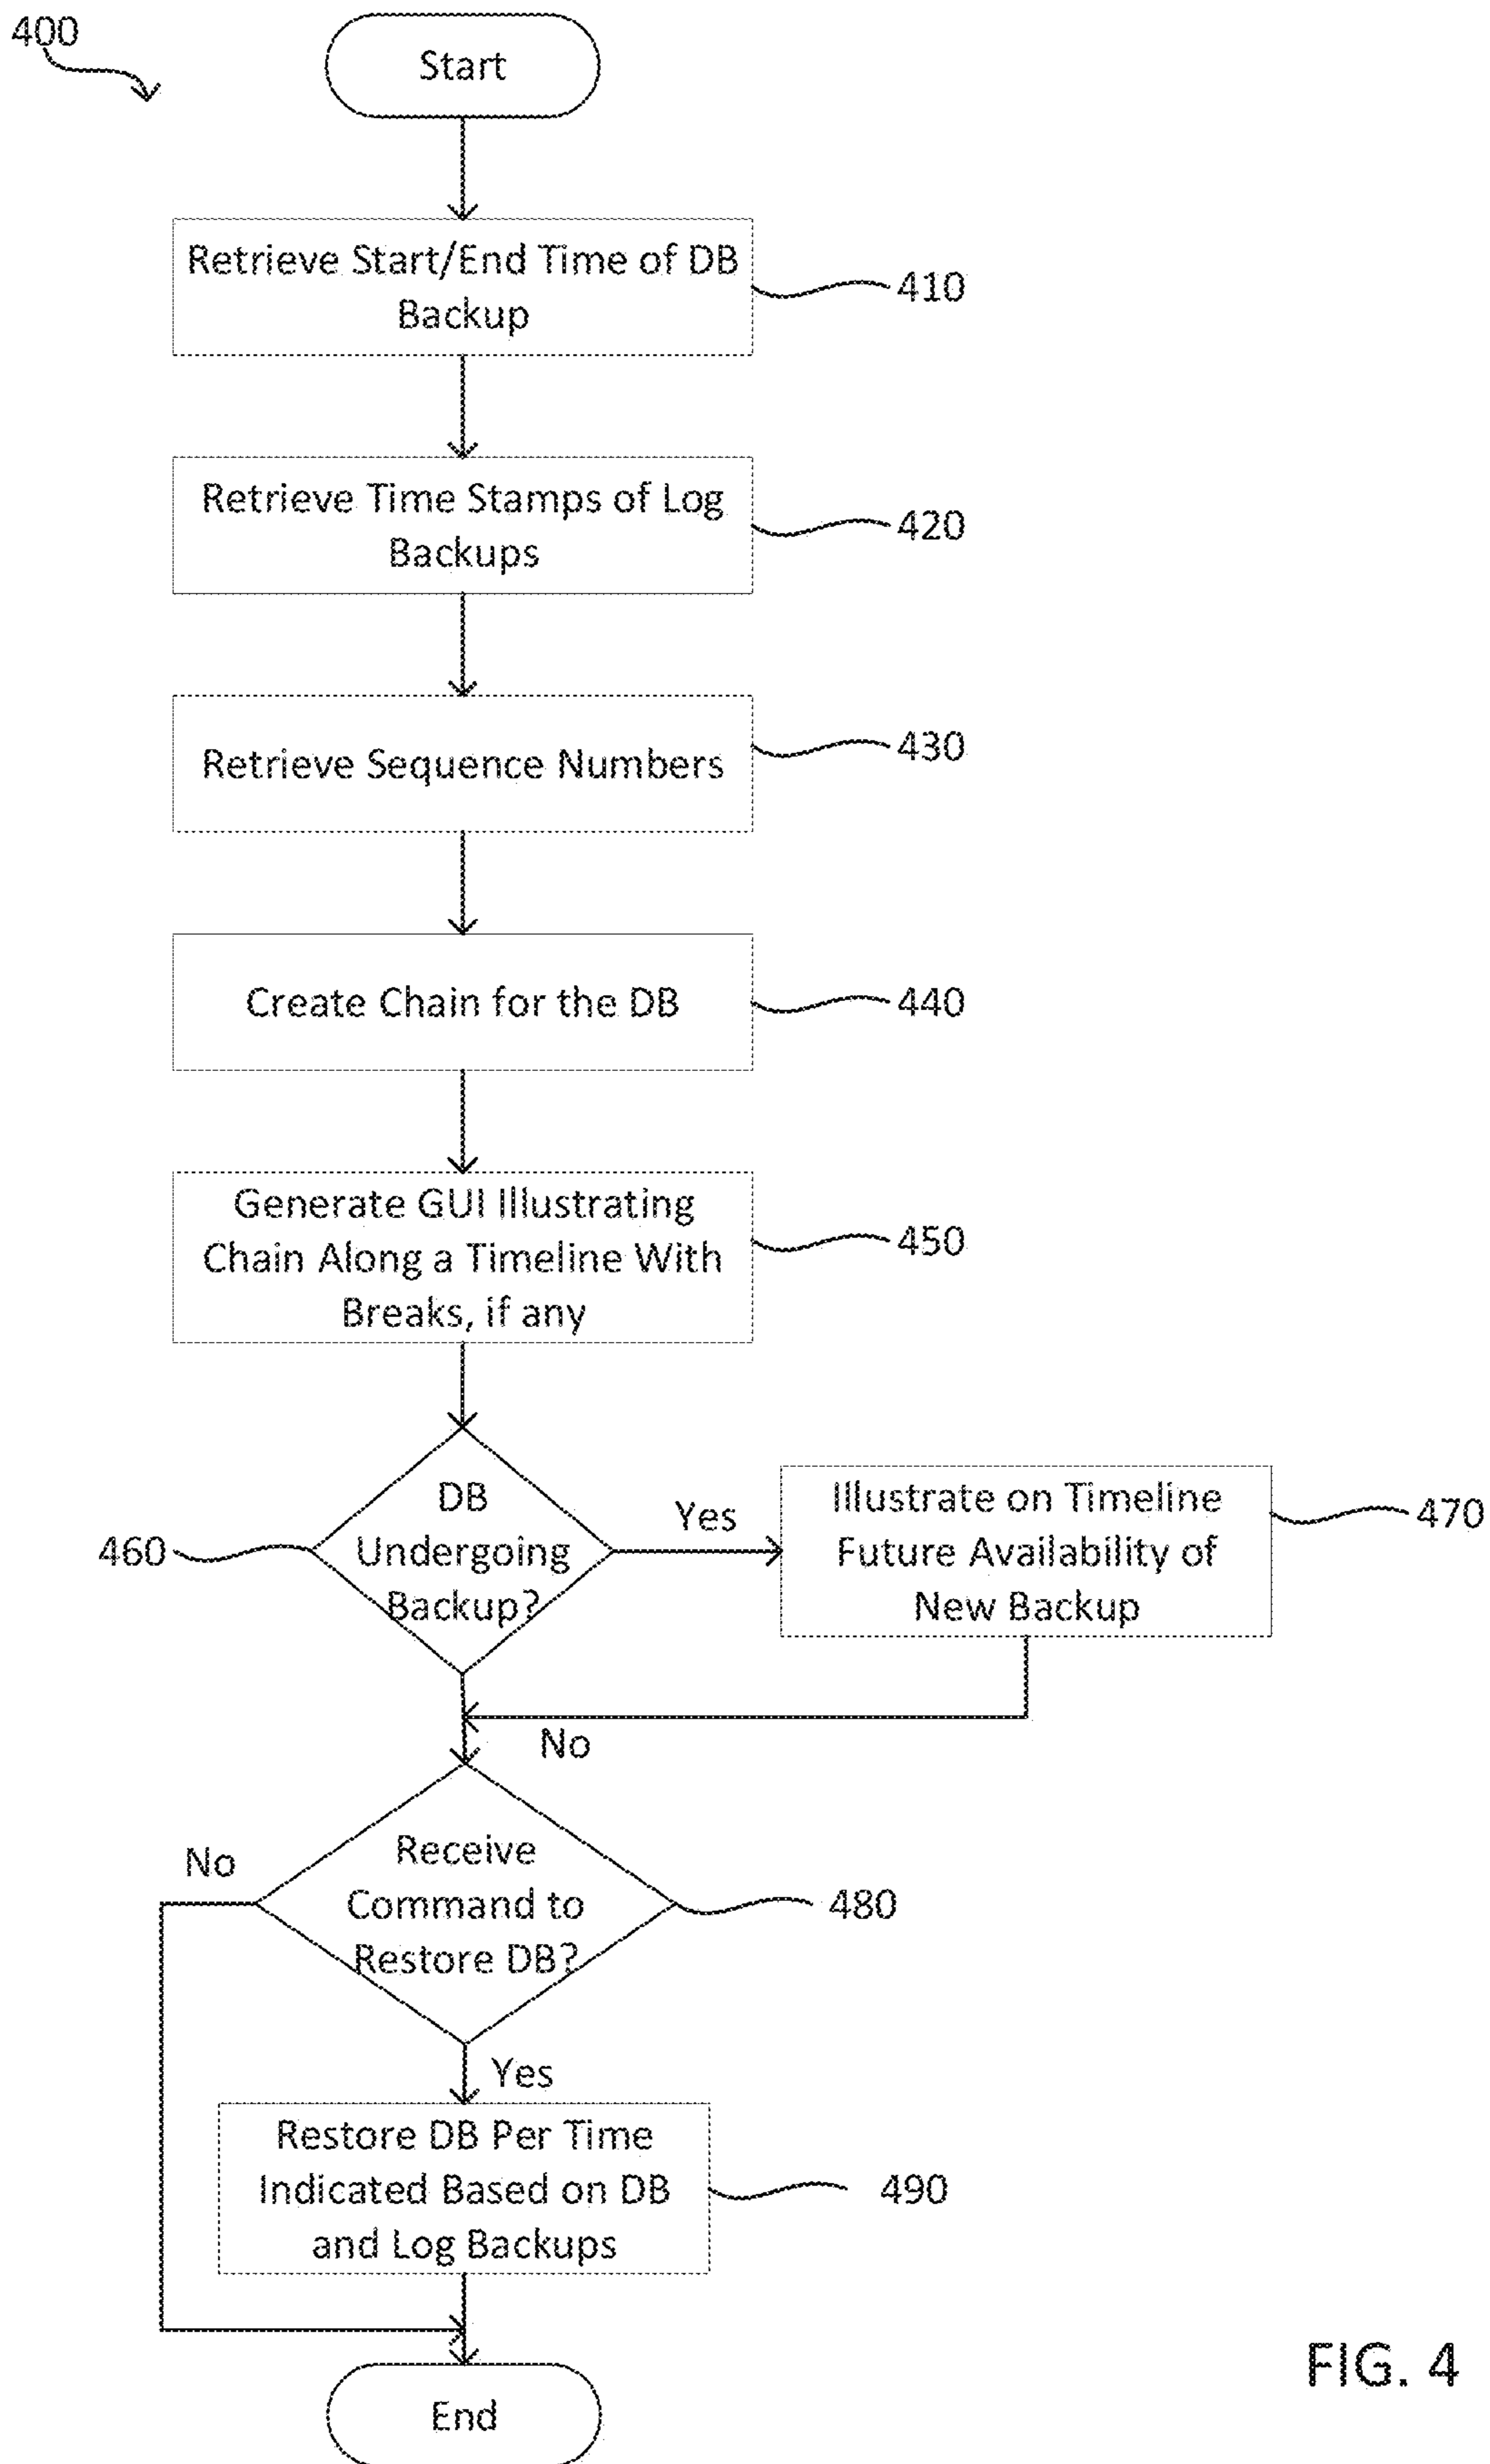 400
Start
Retrieve Start/End Time of DB
Backup
410
Retrieve Time Stamps of Log
Backups
420
Retrieve Sequence Numbers
430
Create Chain for the DB
440
Generate GUI Illustrating
Chain Along a Timeline With
Breaks, if any
450
DB
Undergoing
Backup?
460
Yes
Illustrate on Timeline
Future Availability of
New Backup
470
No
Receive
Command to
Restore DB?
480
No
Yes
Restore DB Per Time
Indicated Based on DB
and Log Backups
490
End
FIG. 4